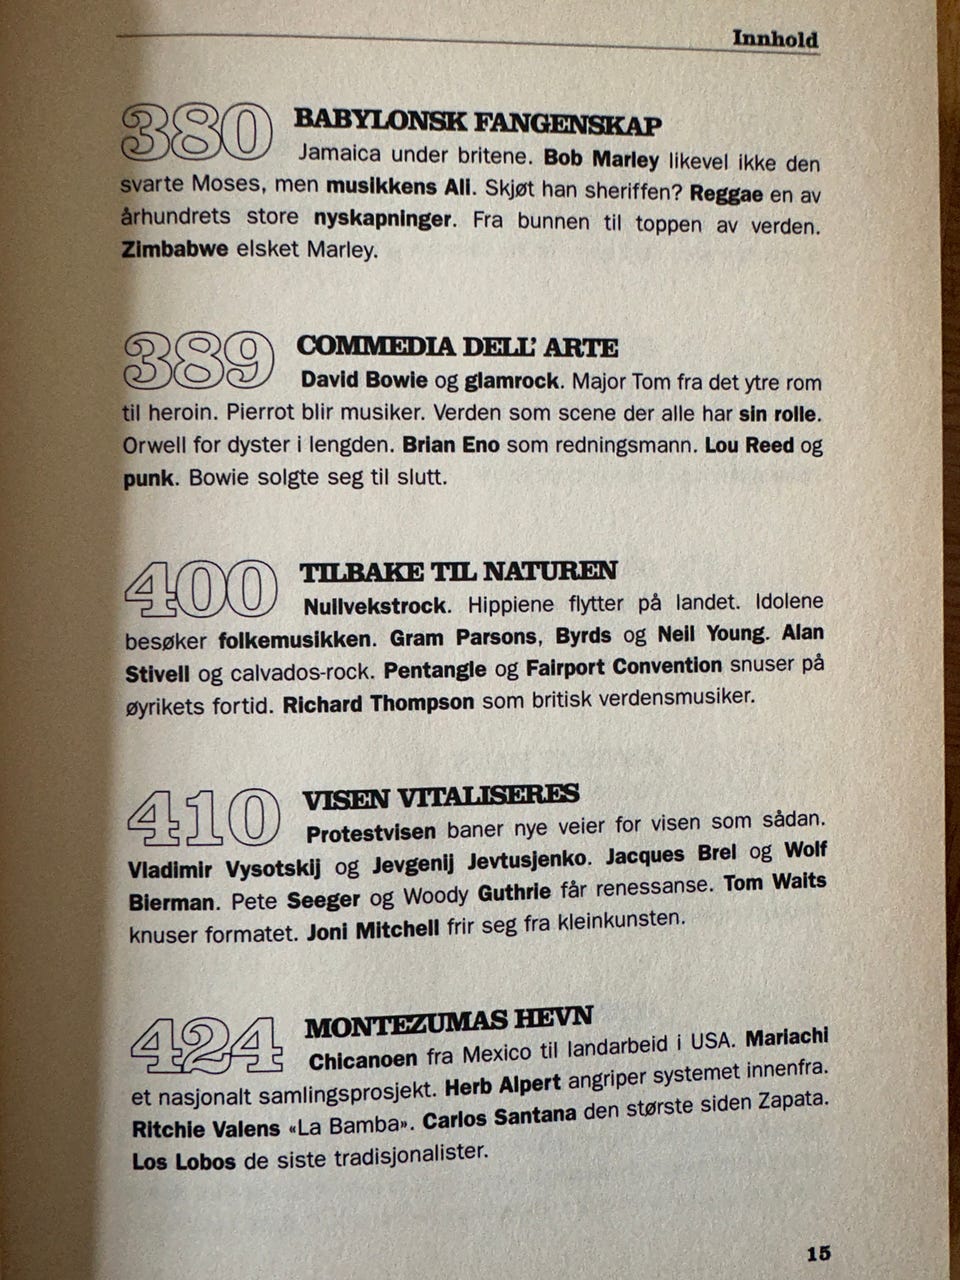 Innhold
380 BABYLONSK FANGENSKAP
Jamaica under britene. Bob Marley likevel ikke den
svarte Moses, men musikkens Ali. Skjøt han sheriffen? Reggae en av
århundrets store nyskapninger. Fra bunnen til toppen av verden.
Zimbabwe elsket Marley.
389 COMMEDIA DELL' ARTE
David Bowie og glamrock. Major Tom fra det ytre rom
til heroin. Pierrot blir musiker. Verden som scene der alle har sin rolle.
Orwell for dyster i lengden. Brian Eno som redningsmann. Lou Reed og
punk. Bowie solgte seg til slutt.
400 TILBAKE TIL NATUREN
Nullvekstrock. Hippiene flytter på landet. Idolene
besøker folkemusikken. Gram Parsons, Byrds og Neil Young. Alan
Stivell og calvados-rock. Pentangle og Fairport Convention snuser på
øyrikets fortid. Richard Thompson som britisk verdensmusiker.
410 VISEN VITALISERES
Protestvisen baner nye veier for visen som sådan.
Vladimir Vysotskij og Jevgenij Jevtusjenko. Jacques Brel og Wolf
Bierman. Pete Seeger og Woody Guthrie får renessanse. Tom Waits
knuser formatet. Joni Mitchell frir seg fra kleinkunsten.
424 MONTEZUMAS HEVN
Chicanoen fra Mexico til landarbeid i USA. Mariachi
et nasjonalt samlingsprosjekt. Herb Alpert angriper systemet innenfra.
Ritchie Valens «La Bamba». Carlos Santana den største siden Zapata.
Los Lobos de siste tradisjonalister.
15